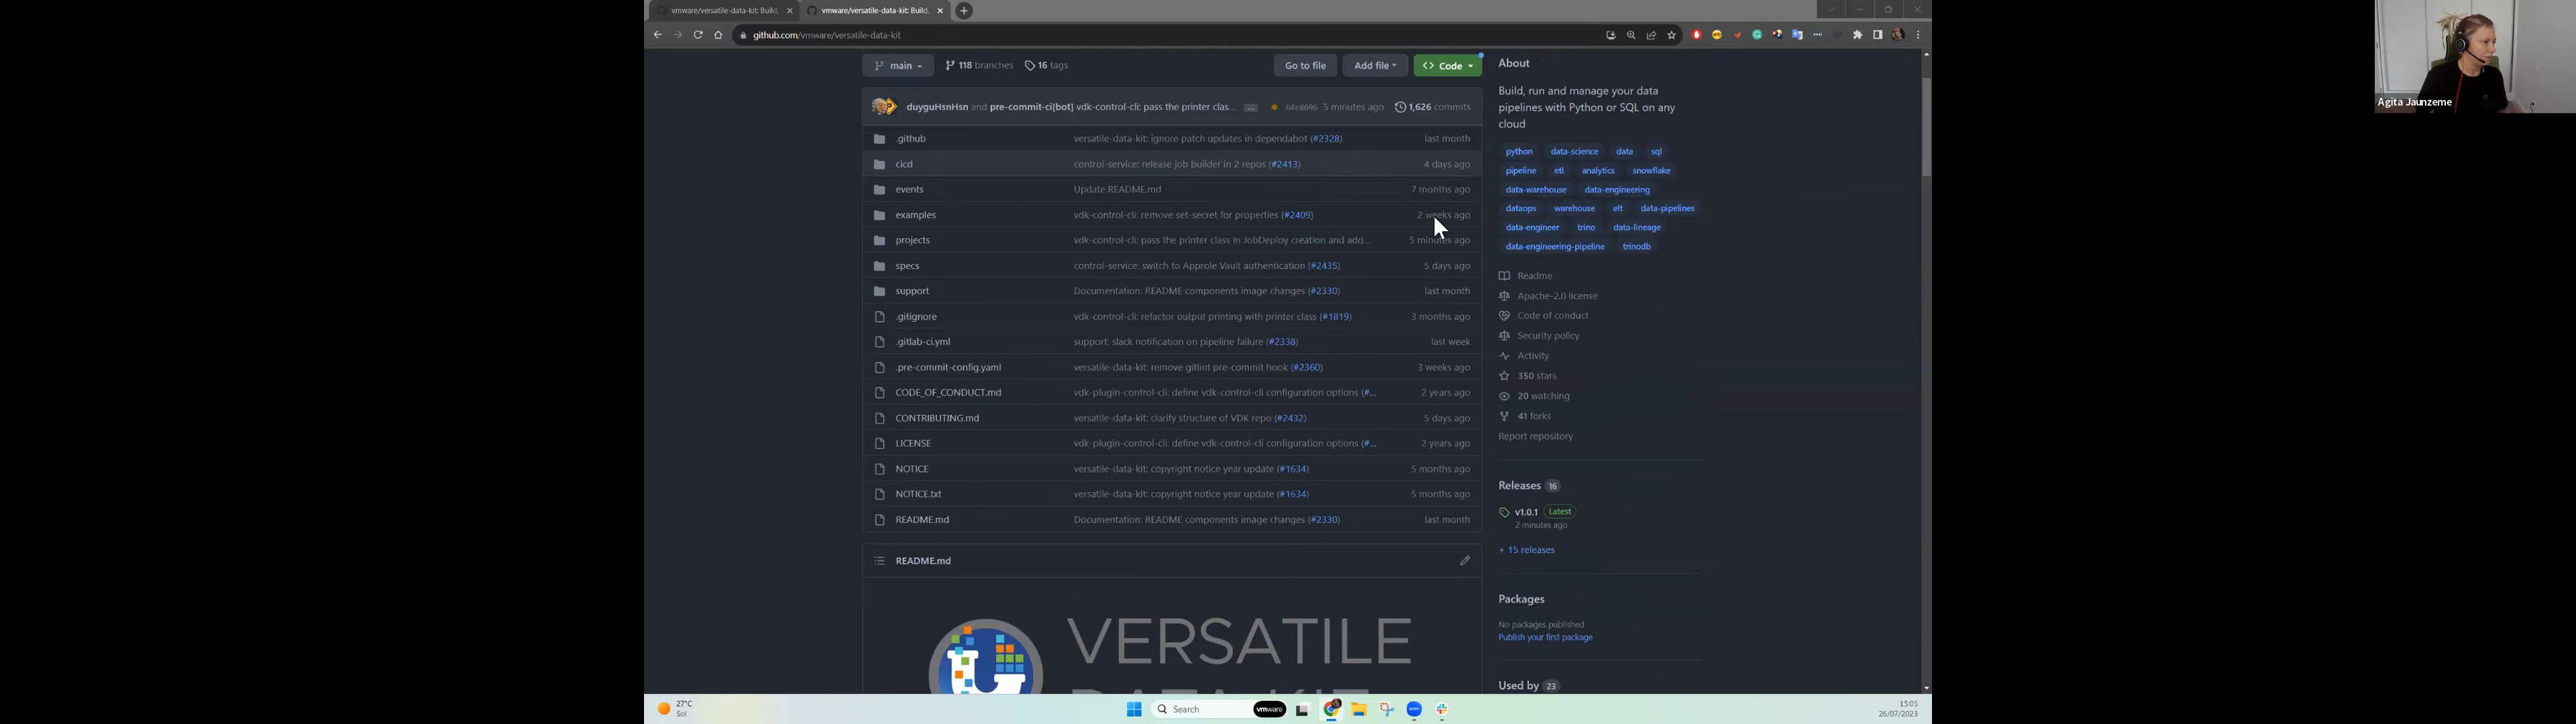 vmware/versatile-data-kit: Build,
vmware/versatile-data-kit: Build,
github.com/vmware/versatile-data-kit
main
118 branches
16 tags
Go to file
Add file
<> Code
duyguHsnHsn and pre-commit-ci[bot] vdk-control-cli: pass the printer clas... ... 64c8696 5 minutes ago 1,626 commits
.github versatile-data-kit: ignore patch updates in dependabot (#2328) last month
cicd control-service: release job builder in 2 repos (#2413) 4 days ago
events Update README.md 7 months ago
examples vdk-control-cli: remove set-secret for properties (#2409) 2 weeks ago
projects vdk-control-cli: pass the printer class in JobDeploy creation and add... 5 minutes ago
specs control-service: switch to Approle Vault authentication (#2435) 5 days ago
support Documentation: README components image changes (#2330) last month
.gitignore vdk-control-cli: refactor output printing with printer class (#1819) 3 months ago
.gitlab-ci.yml support: slack notification on pipeline failure (#2338) last week
.pre-commit-config.yaml versatile-data-kit: remove gitlint pre-commit hook (#2360) 3 weeks ago
CODE_OF_CONDUCT.md vdk-plugin-control-cli: define vdk-control-cli configuration options (#... 2 years ago
CONTRIBUTING.md versatile-data-kit: clarify structure of VDK repo (#2432) 5 days ago
LICENSE vdk-plugin-control-cli: define vdk-control-cli configuration options (#... 2 years ago
NOTICE versatile-data-kit: copyright notice year update (#1634) 5 months ago
NOTICE.txt versatile-data-kit: copyright notice year update (#1634) 5 months ago
README.md Documentation: README components image changes (#2330) last month
README.md
VERSATILE
DATA KIT
About
Build, run and manage your data
pipelines with Python or SQL on any
cloud
python data-science data sql
pipeline etl analytics snowflake
data-warehouse data-engineering
dataops warehouse elt data-pipelines
data-engineer trino data-lineage
data-engineering-pipeline trinodb
Readme
Apache-2.0 license
Code of conduct
Security policy
Activity
350 stars
20 watching
41 forks
Report repository
Releases 16
v1.0.1 Latest
2 minutes ago
+ 15 releases
Packages
No packages published
Publish your first package
Used by 23
27°C
Sol
Search
vmware
15:05
26/07/2023
Agita Jaunzeme